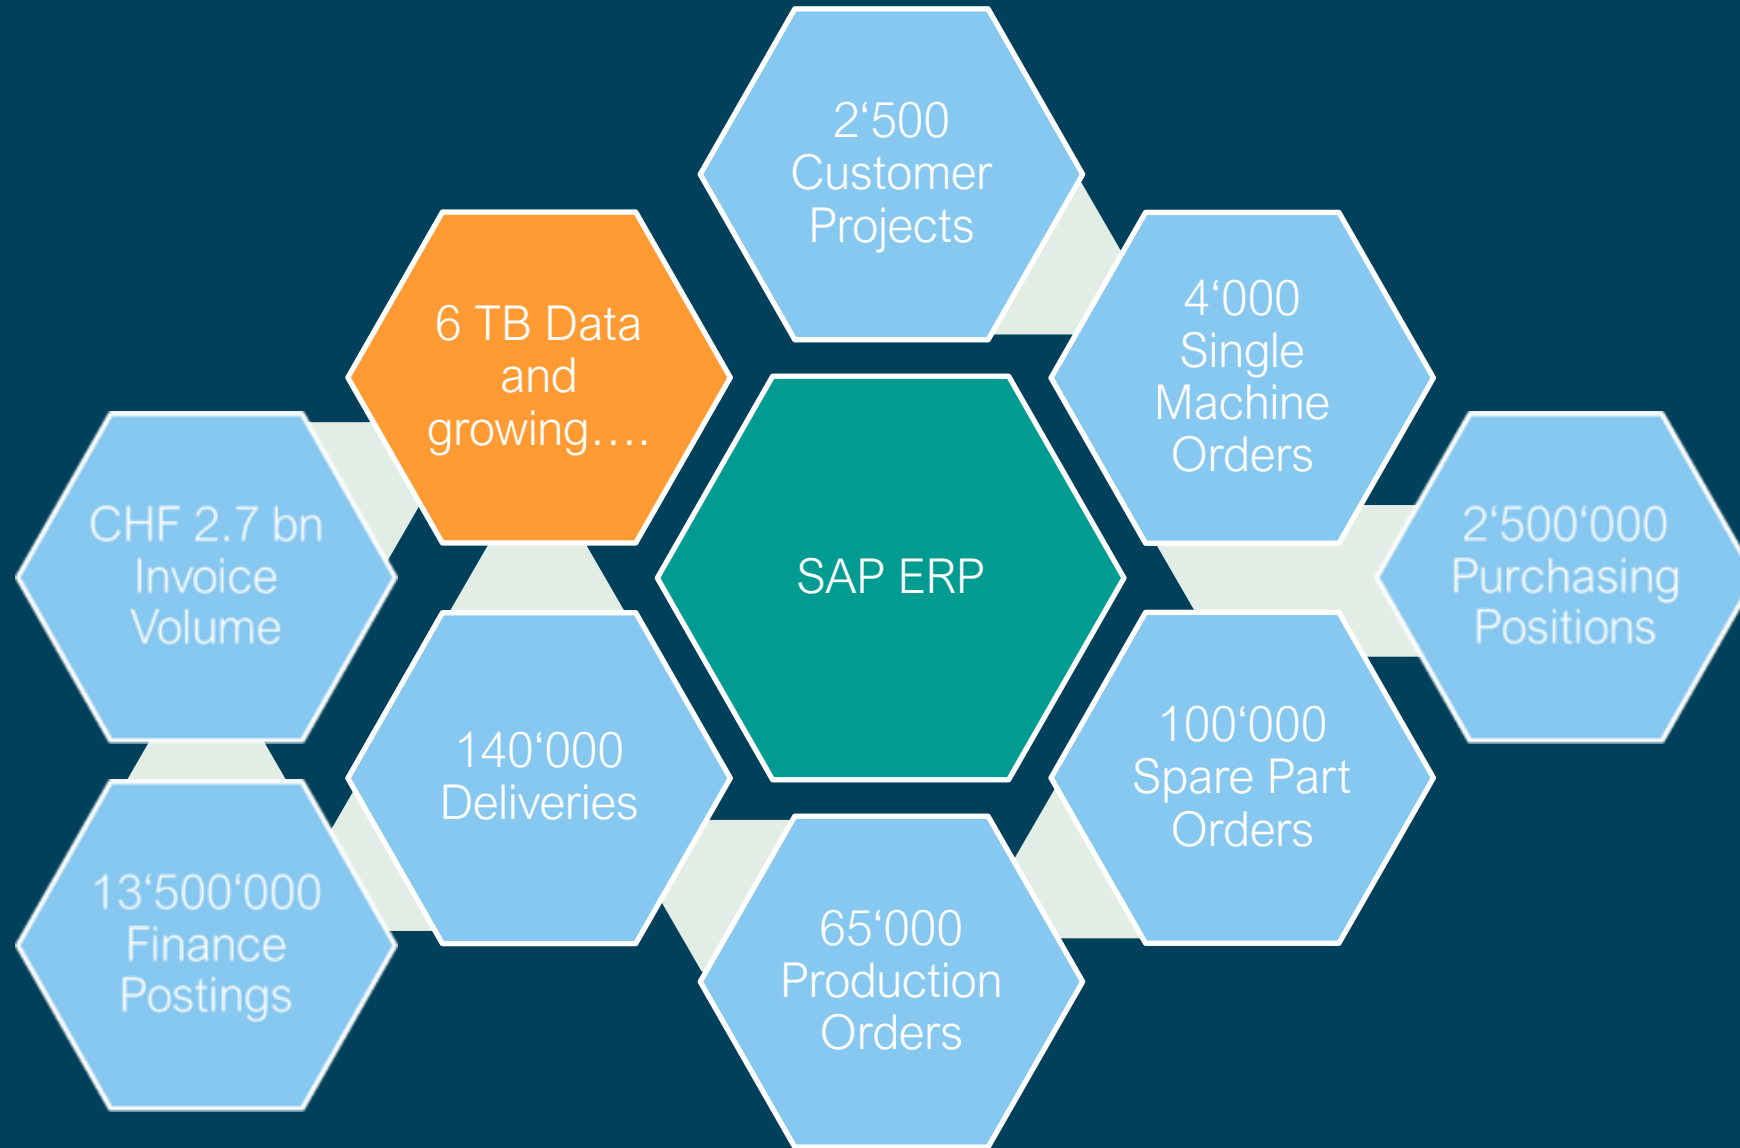 2‘500
Customer
Projects
6 TB Data
and
growing….
4‘000
Single
Machine
Orders
CHF 2.7 bn
Invoice
Volume
SAP ERP
2‘500‘000
Purchasing
Positions
140‘000
Deliveries
100‘000
Spare Part
Orders
13‘500‘000
Finance
Postings
65‘000
Production
Orders